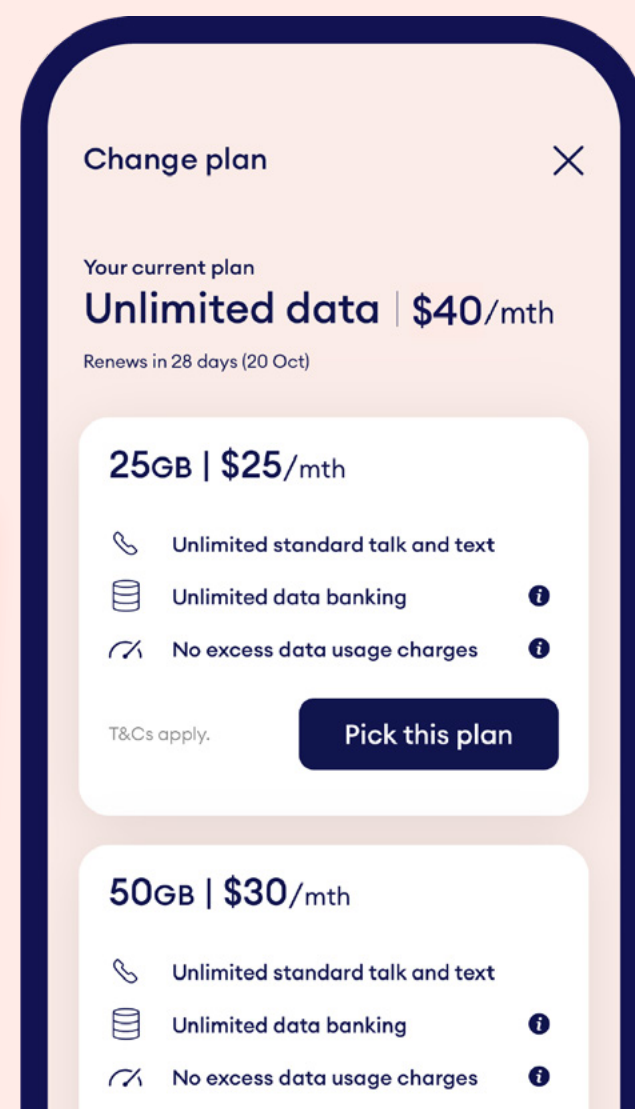 Change plan
Your current plan
Unlimited data | $40/mth
Renews in 28 days (20 Oct)
25GB | $25/mth
Unlimited standard talk and text
Unlimited data banking
No excess data usage charges
T&Cs apply.
Pick this plan
50GB | $30/mth
Unlimited standard talk and text
Unlimited data banking
No excess data usage charges